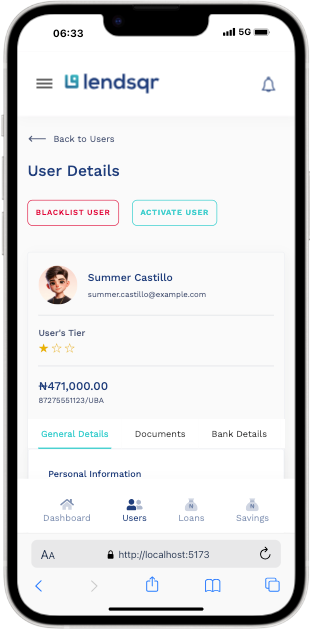 06:33
5G
lendsqr
Back to Users
User Details
BLACKLIST USER
ACTIVATE USER
Summer Castillo
summer.castillo@example.com
User's Tier
₦471,000.00
87275551123/UBA
General Details
Documents
Bank Details
Personal Information
Dashboard
Users
N
Loans
N
Savings
AA
http://localhost:5173